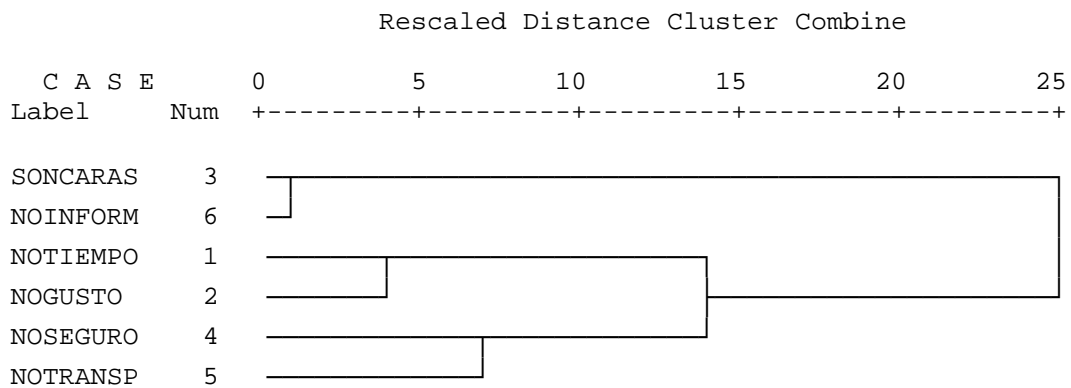 Rescaled Distance Cluster Combine
C A S E 0 5 10 15 20 25
Label Num +---------+---------+---------+---------+---------+
SONCARAS 3
NOINFORM 6
NOTIEMPO 1
NOGUSTO 2
NOSEGURO 4
NOTRANSP 5